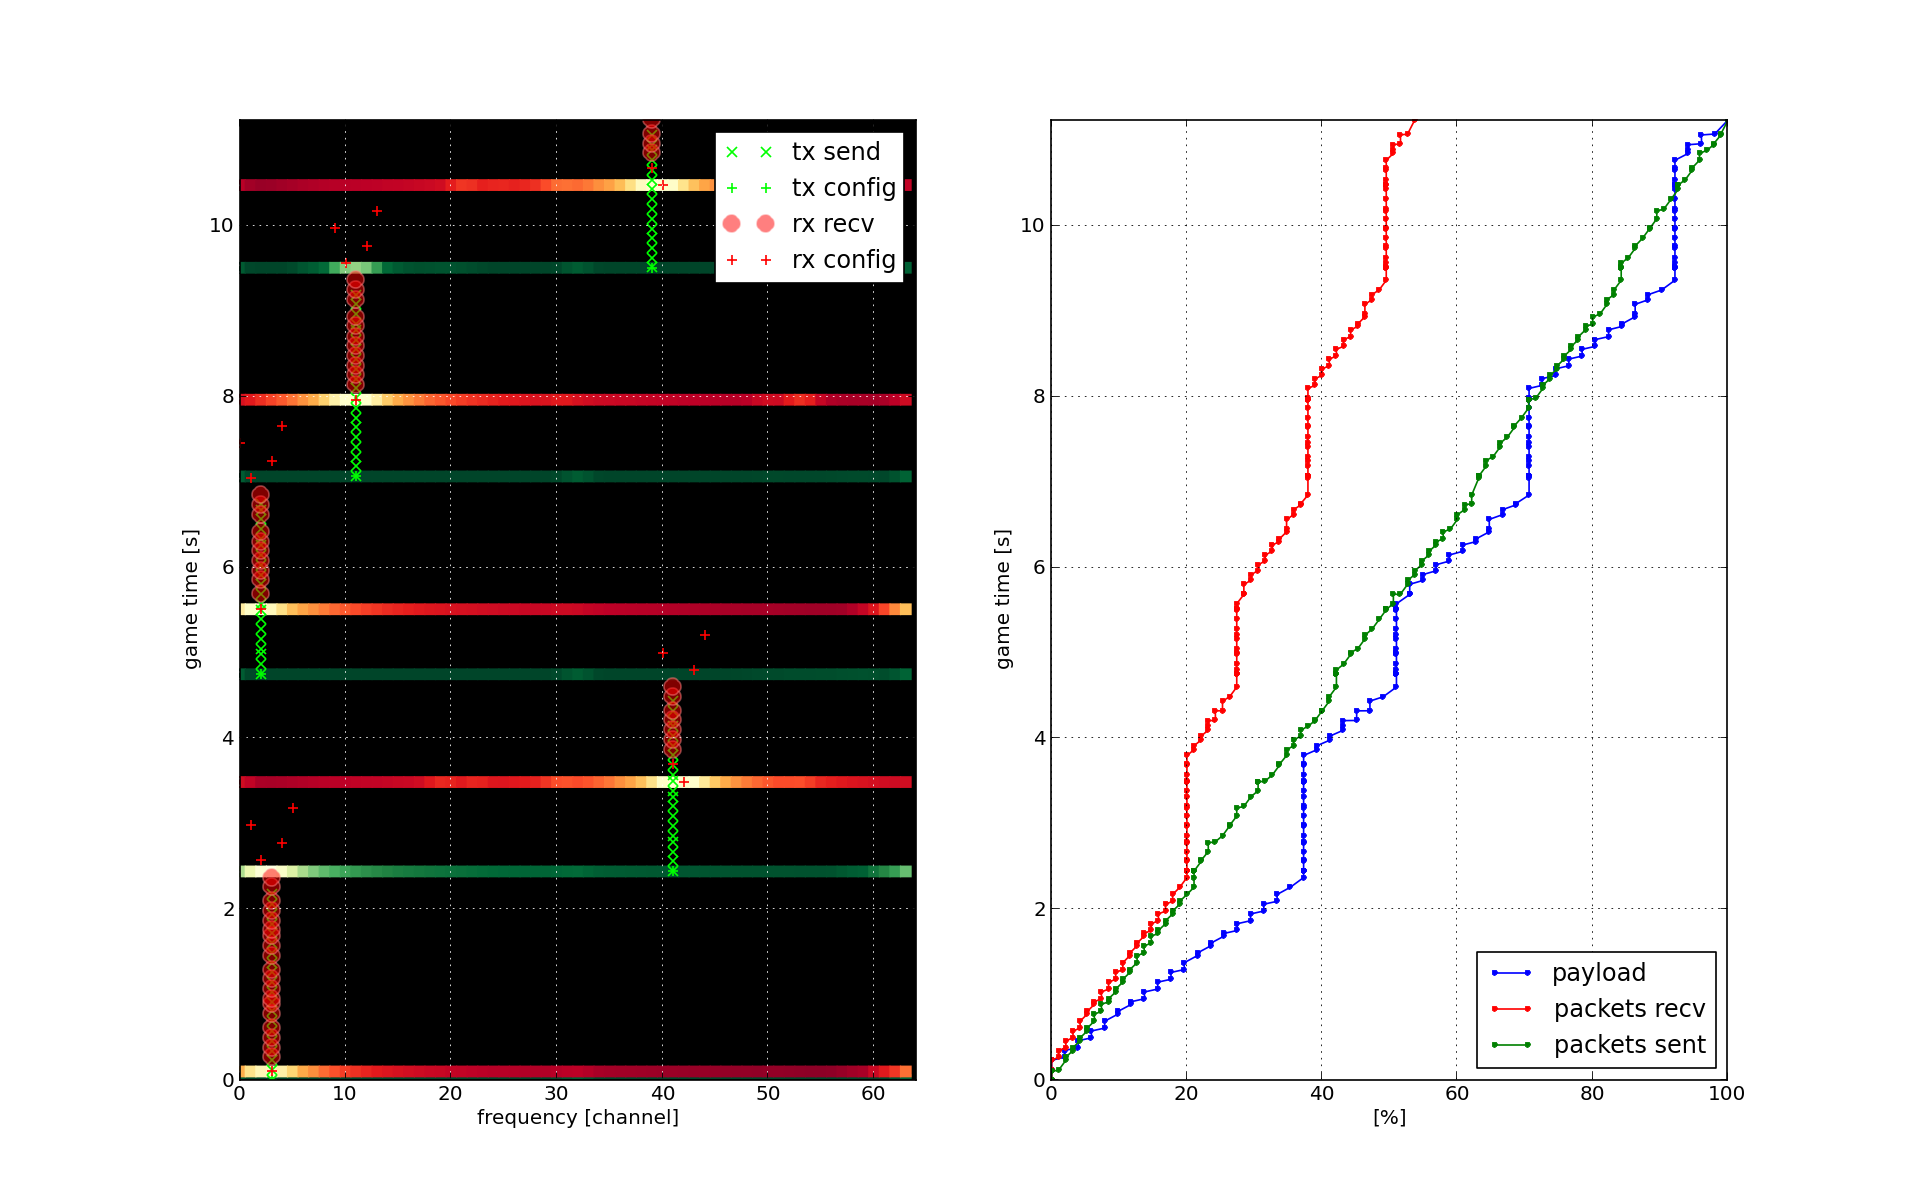 tx send
tx config
rx recv
rx config
10
8
6
4
2
0
game time [s]
0 10 20 30 40 50 60
frequency [channel]
10
8
6
4
2
0
game time [s]
payload
packets recv
packets sent
0 20 40 60 80 100
[%]